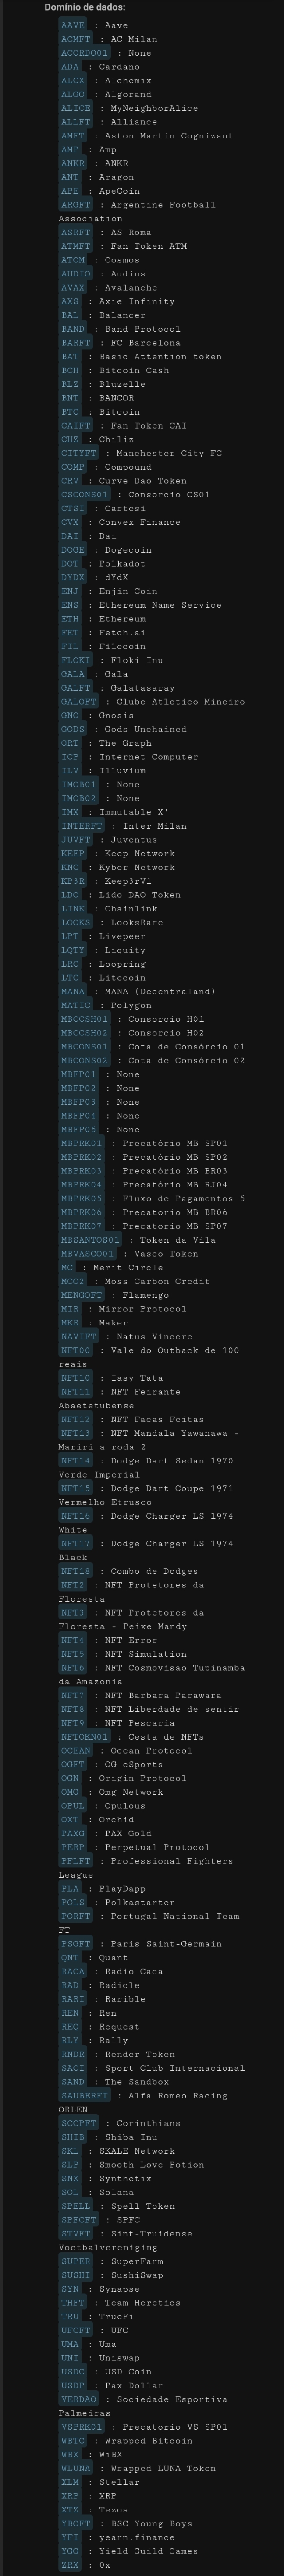 Domínio de dados:
AAVE : Aave
ACMFT : AC Milan
ACORDO01 : None
ADA : Cardano
ALCX : Alchemix
ALGO : Algorand
ALICE : MyNeighborAlice
ALLFT : Alliance
AMFT : Aston Martin Cognizant
AMP : Amp
ANKR : ANKR
ANT : Aragon
APE : ApeCoin
ARGFT : Argentine Football
Association
ASRFT : AS Roma
ATMFT : Fan Token ATM
ATOM : Cosmos
AUDIO : Audius
AVAX : Avalanche
AXS : Axie Infinity
BAL : Balancer
BAND : Band Protocol
BARFT : FC Barcelona
BAT : Basic Attention token
BCH : Bitcoin Cash
BLZ : Bluzelle
BNT : BANCOR
BTC : Bitcoin
CAIFT : Fan Token CAI
CHZ : Chiliz
CITYFT : Manchester City FC
COMP : Compound
CRV : Curve Dao Token
CSCONS01 : Consorcio CS01
CTSI : Cartesi
CVX : Convex Finance
DAI : Dai
DOGE : Dogecoin
DOT : Polkadot
DYDX : dYdX
ENJ : Enjin Coin
ENS : Ethereum Name Service
ETH : Ethereum
FET : Fetch.ai
FIL : Filecoin
FLOKI : Floki Inu
GALA : Gala
GALFT : Galatasaray
GALOFT : Clube Atletico Mineiro
GNO : Gnosis
GODS : Gods Unchained
GRT : The Graph
ICP : Internet Computer
ILV : Illuvium
IMOB01 : None
IMOB02 : None
IMX : Immutable X'
INTERFT : Inter Milan
JUVFT : Juventus
KEEP : Keep Network
KNC : Kyber Network
KP3R : Keep3rV1
LDO : Lido DAO Token
LINK : Chainlink
LOOKS : LooksRare
LPT : Livepeer
LQTY : Liquity
LRC : Loopring
LTC : Litecoin
MANA : MANA (Decentraland)
MATIC : Polygon
MBCCSH01 : Consorcio H01
MBCCSH02 : Consorcio H02
MBCONS01 : Cota de Consórcio 01
MBCONS02 : Cota de Consórcio 02
MBFP01 : None
MBFP02 : None
MBFP03 : None
MBFP04 : None
MBFP05 : None
MBPRK01 : Precatório MB SP01
MBPRK02 : Precatório MB SP02
MBPRK03 : Precatório MB BR03
MBPRK04 : Precatório MB RJ04
MBPRK05 : Fluxo de Pagamentos 5
MBPRK06 : Precatorio MB BR06
MBPRK07 : Precatorio MB SP07
MBSANTOS01 : Token da Vila
MBVASCO01 : Vasco Token
MC : Merit Circle
MCO2 : Moss Carbon Credit
MENGOFT : Flamengo
MIR : Mirror Protocol
MKR : Maker
NAVIFT : Natus Vincere
NFT00 : Vale do Outback de 100
reais
NFT10 : Iasy Tata
NFT11 : NFT Feirante
Abaetetubense
NFT12 : NFT Facas Feitas
NFT13 : NFT Mandala Yawanawa -
Mariri a roda 2
NFT14 : Dodge Dart Sedan 1970
Verde Imperial
NFT15 : Dodge Dart Coupe 1971
Vermelho Etrusco
NFT16 : Dodge Charger LS 1974
White
NFT17 : Dodge Charger LS 1974
Black
NFT18 : Combo de Dodges
NFT2 : NFT Protetores da
Floresta
NFT3 : NFT Protetores da
Floresta - Peixe Mandy
NFT4 : NFT Error
NFT5 : NFT Simulation
NFT6 : NFT Cosmovisao Tupinamba
da Amazonia
NFT7 : NFT Barbara Parawara
NFT8 : NFT Liberdade de sentir
NFT9 : NFT Pescaria
NFTOKN01 : Cesta de NFTs
OCEAN : Ocean Protocol
OGFT : OG eSports
OGN : Origin Protocol
OMG : Omg Network
OPUL : Opulous
OXT : Orchid
PAXG : PAX Gold
PERP : Perpetual Protocol
PFLFT : Professional Fighters
League
PLA : PlayDapp
POLS : Polkastarter
PORFT : Portugal National Team
FT
PSGFT : Paris Saint-Germain
QNT : Quant
RACA : Radio Caca
RAD : Radicle
RARI : Rarible
REN : Ren
REQ : Request
RLY : Rally
RNDR : Render Token
SACI : Sport Club Internacional
SAND : The Sandbox
SAUBERFT : Alfa Romeo Racing
ORLEN
SCCPFT : Corinthians
SHIB : Shiba Inu
SKL : SKALE Network
SLP : Smooth Love Potion
SNX : Synthetix
SOL : Solana
SPELL : Spell Token
SPFCFT : SPFC
STVFT : Sint-Truidense
Voetbalvereniging
SUPER : SuperFarm
SUSHI : SushiSwap
SYN : Synapse
THFT : Team Heretics
TRU : TrueFi
UFCFT : UFC
UMA : Uma
UNI : Uniswap
USDC : USD Coin
USDP : Pax Dollar
VERDAO : Sociedade Esportiva
Palmeiras
VSPRK01 : Precatorio VS SP01
WBTC : Wrapped Bitcoin
WBX : WiBX
WLUNA : Wrapped LUNA Token
XLM : Stellar
XRP : XRP
XTZ : Tezos
YBOFT : BSC Young Boys
YFI : yearn.finance
YGG : Yield Guild Games
ZRX : 0x